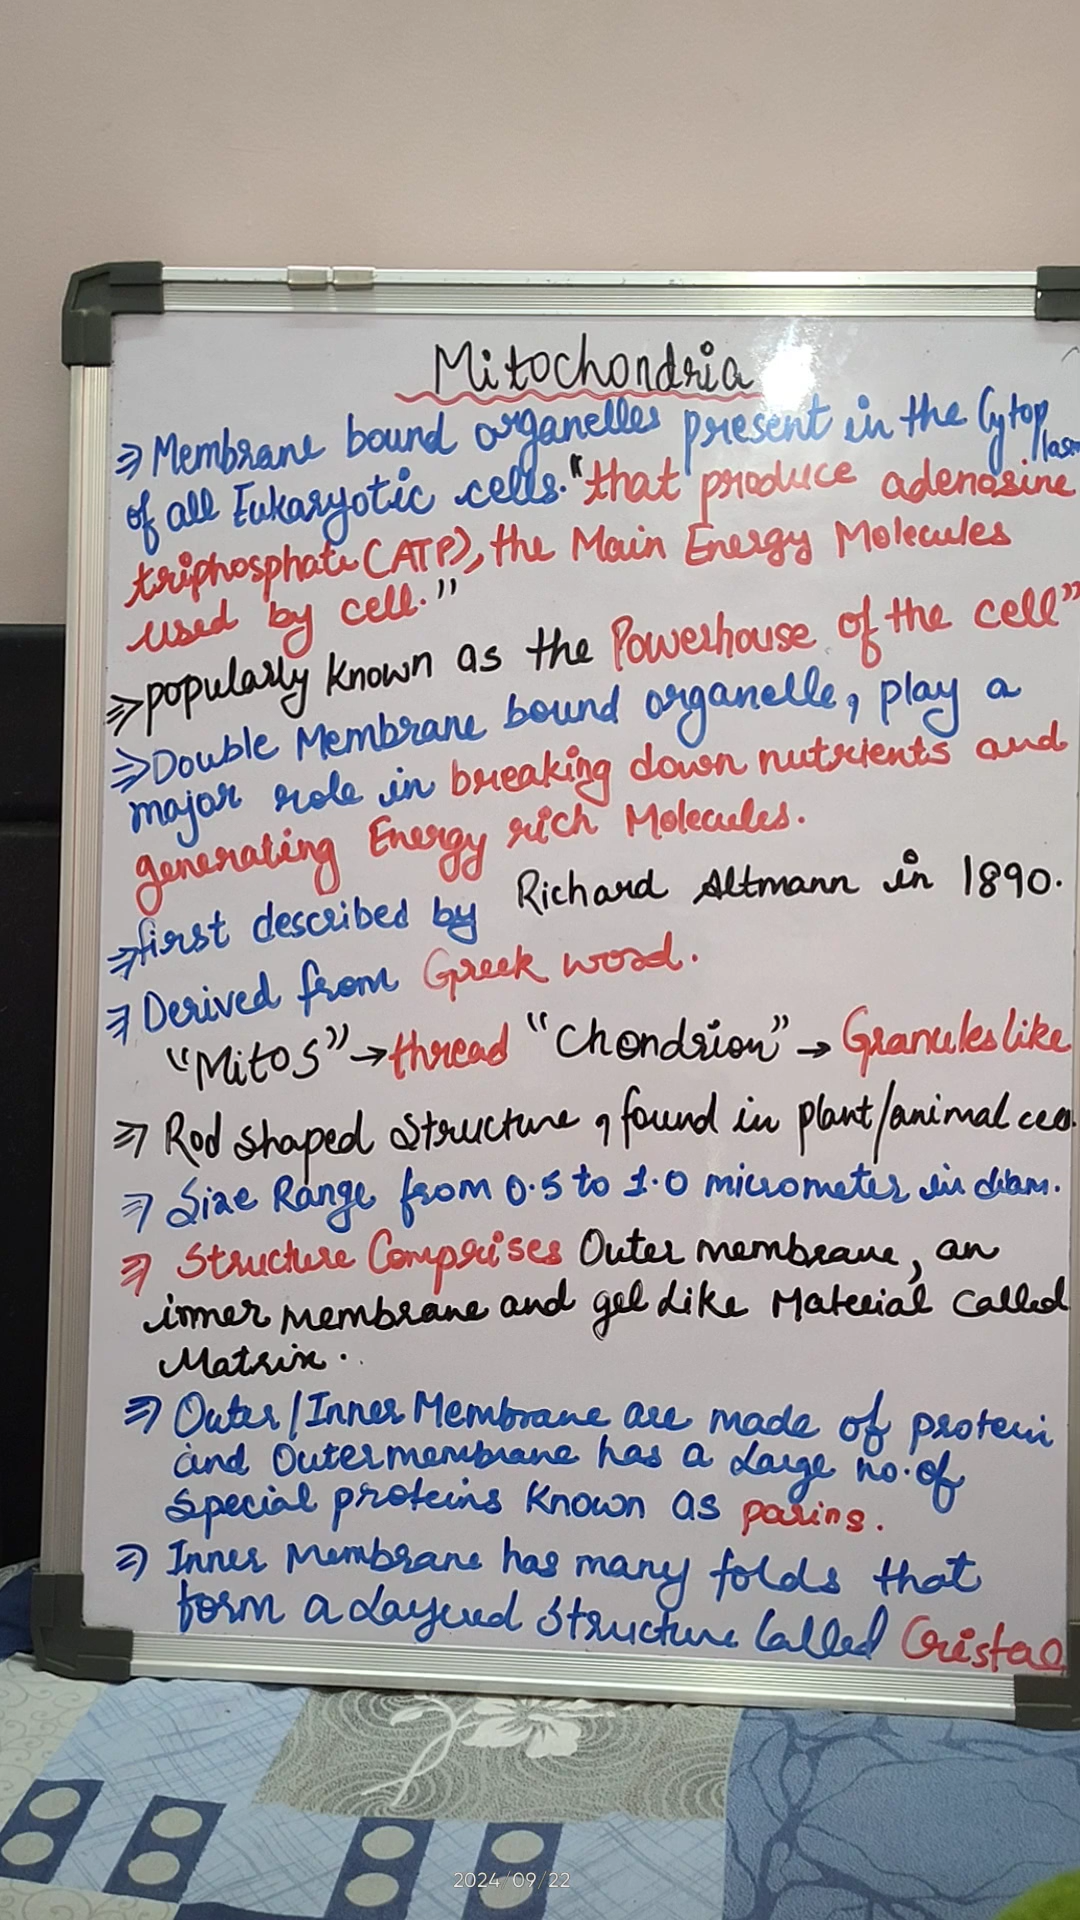 Mitochondria
⇒ Membrane bound organelles present in the Cytoplasm
of all Eukaryotic cells. "that produce adenosine
triphosphate (ATP), the Main Energy Molecules
used by cell."
⇒ popularly known as the Powerhouse of the cell"
⇒ Double Membrane bound organelle, play a
major role in breaking down nutrients and
generating Energy rich Molecules.
⇒ first described by Richard Altmann in 1890.
⇒ Derived from Greek word.
"Mitos" → thread "Chondrion" → Granules like
⇒ Rod shaped structure, found in plant/animal
⇒ Size Range from 0.5 to 1.0 micrometer in diam.
⇒ Structure Comprises Outer membrane, an
inner membrane and gel like Material called
Matrix.
⇒ Outer/Inner Membrane are made of protein
and Outer membrane has a large no. of
special proteins known as porins.
⇒ Inner Membrane has many folds that
form a layered structure called Cristae
2024/09/22